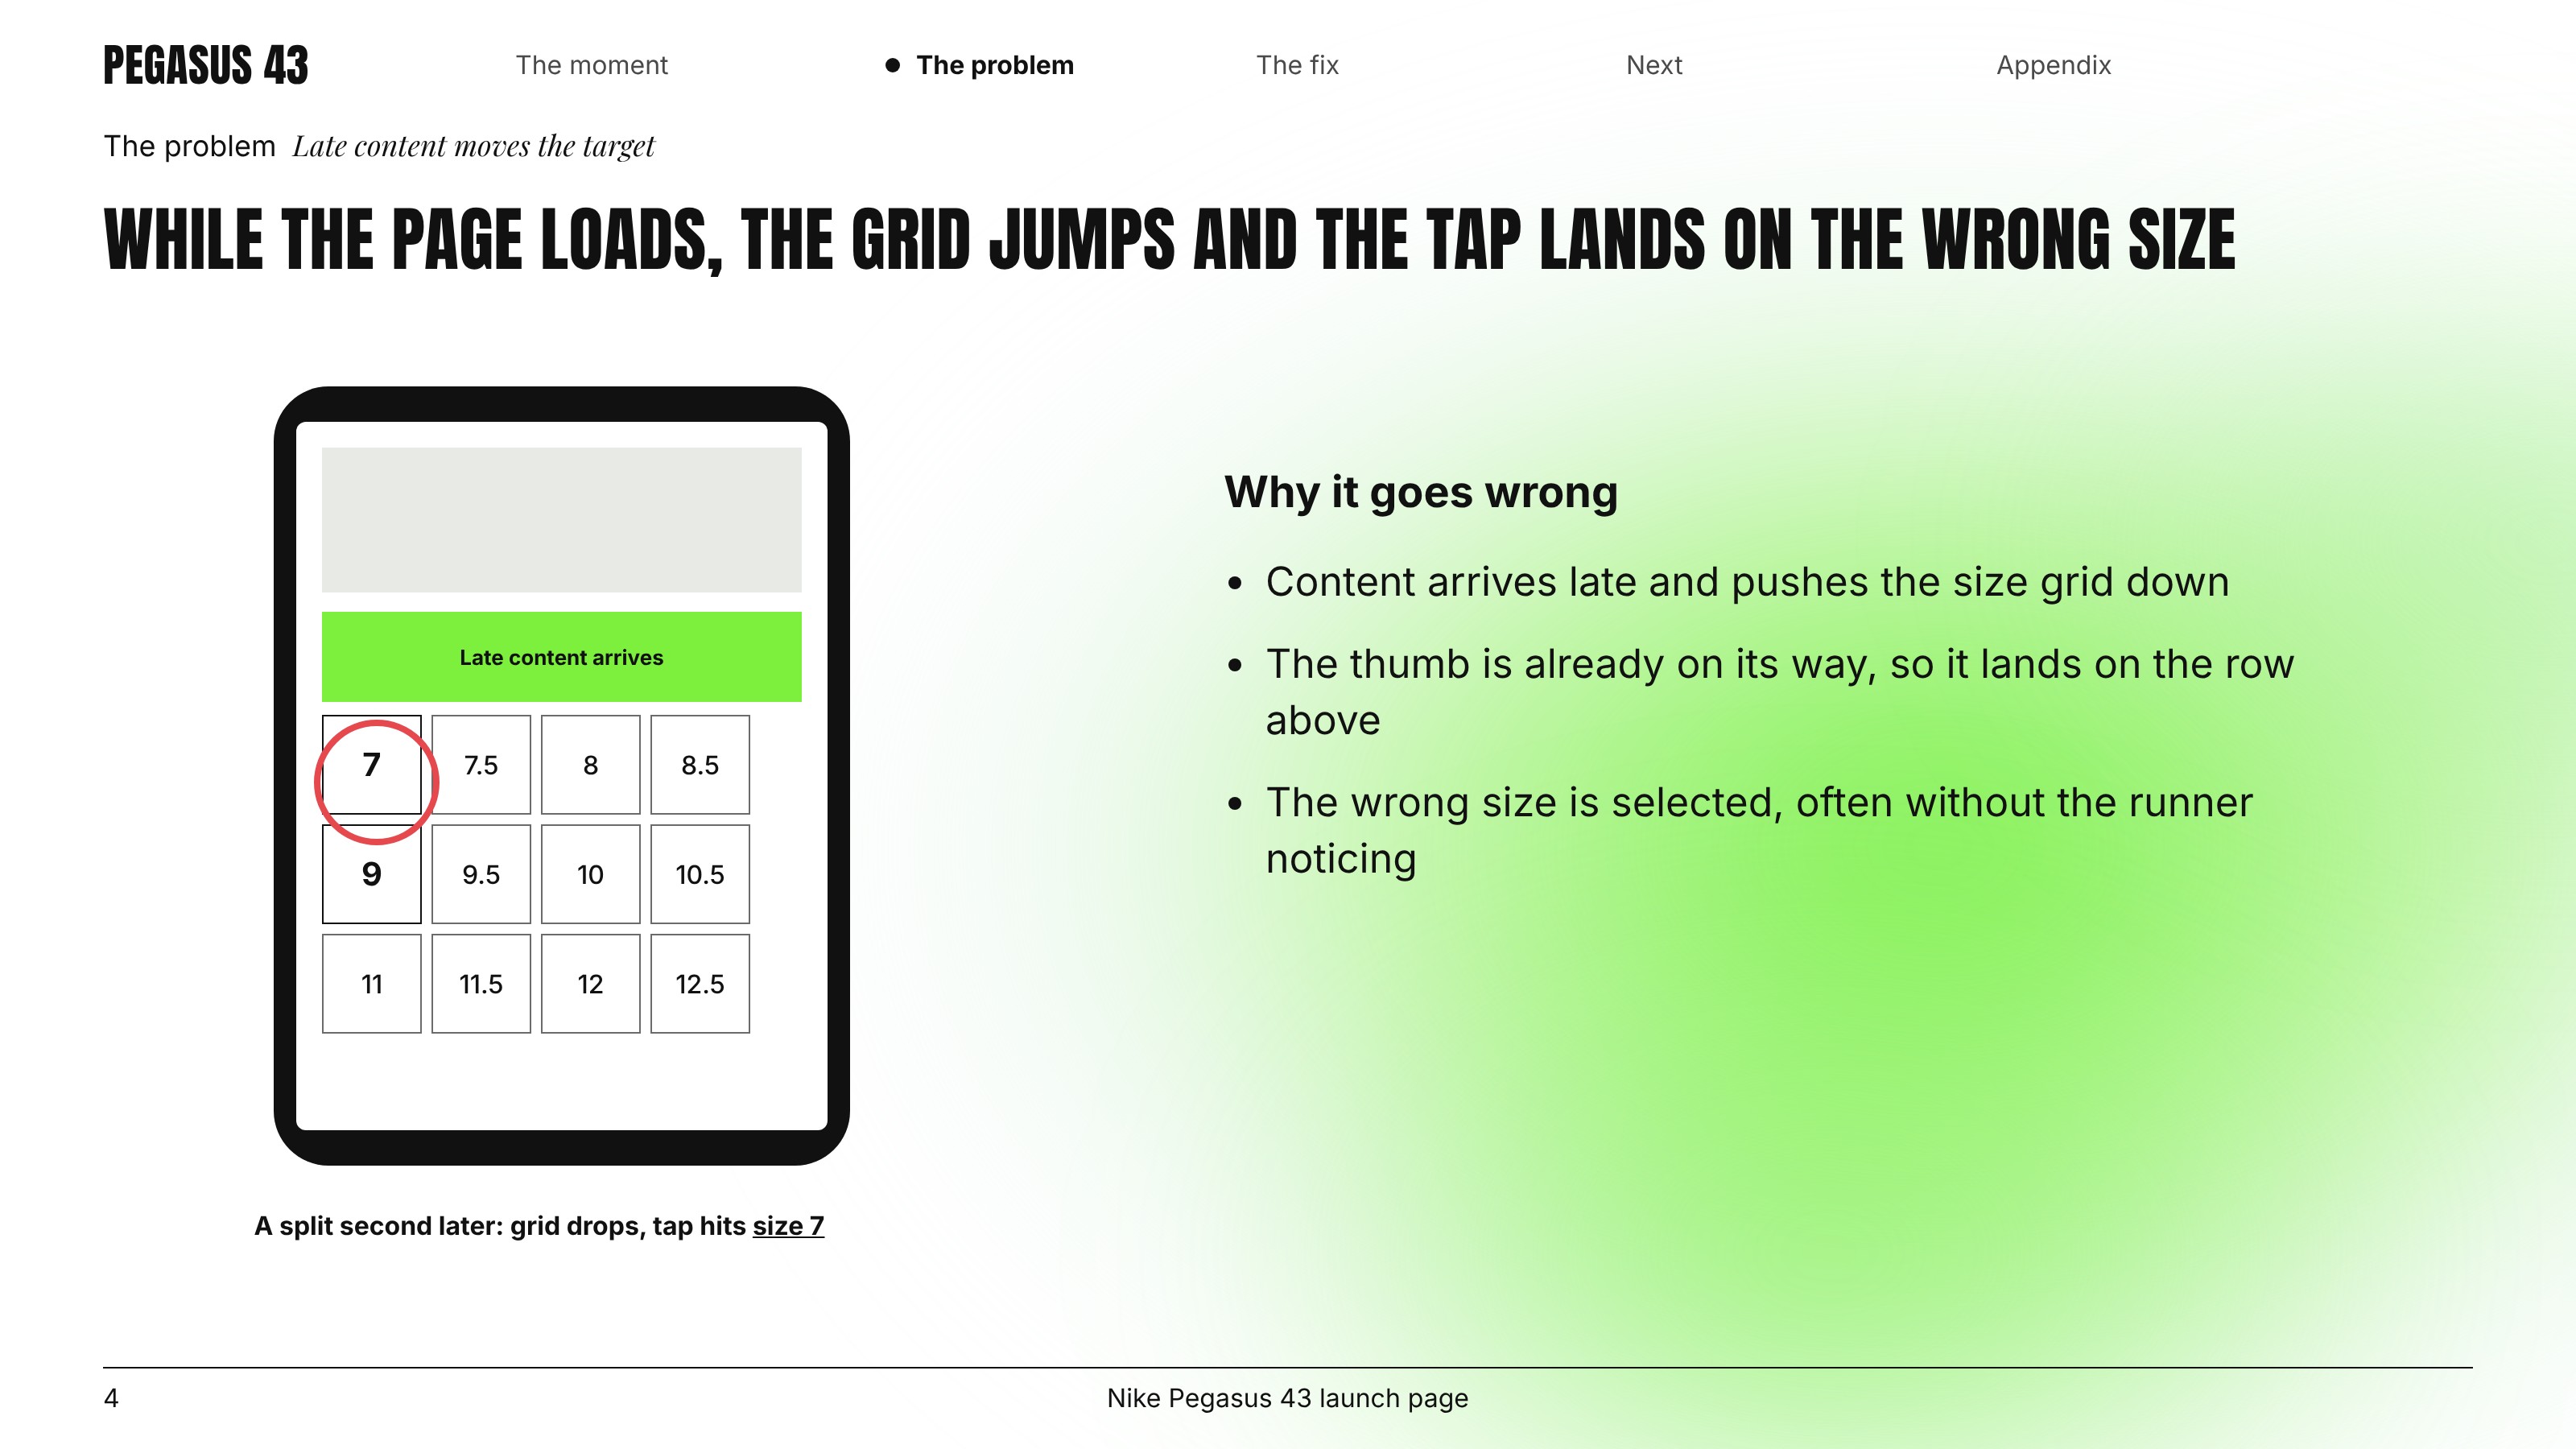 PEGASUS 43
The moment
The problem
The fix
Next
Appendix
The problem Late content moves the target
WHILE THE PAGE LOADS, THE GRID JUMPS AND THE TAP LANDS ON THE WRONG SIZE
Late content arrives
7 7.5 8 8.5
9 9.5 10 10.5
11 11.5 12 12.5
A split second later: grid drops, tap hits size 7
Why it goes wrong
• Content arrives late and pushes the size grid down
• The thumb is already on its way, so it lands on the row
above
• The wrong size is selected, often without the runner
noticing
4
Nike Pegasus 43 launch page